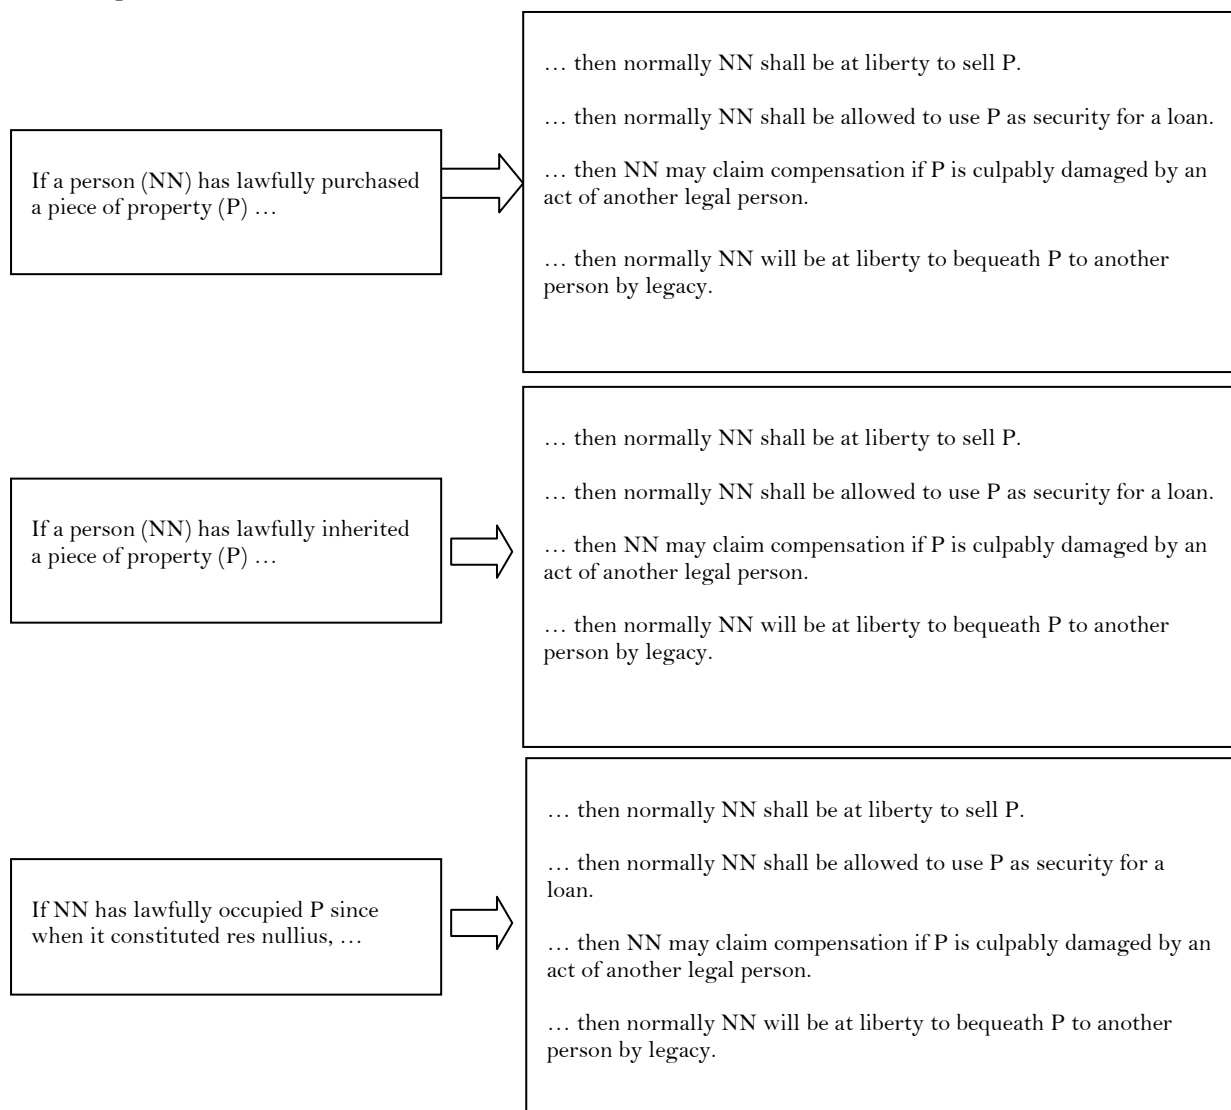 … then normally NN shall be at liberty to sell P.
… then normally NN shall be allowed to use P as security for a loan.
If a person (NN) has lawfully purchased
a piece of property (P) …
… then NN may claim compensation if P is culpably damaged by an
act of another legal person.
… then normally NN will be at liberty to bequeath P to another
person by legacy.
… then normally NN shall be at liberty to sell P.
… then normally NN shall be allowed to use P as security for a loan.
If a person (NN) has lawfully inherited
a piece of property (P) …
… then NN may claim compensation if P is culpably damaged by an
act of another legal person.
… then normally NN will be at liberty to bequeath P to another
person by legacy.
… then normally NN shall be at liberty to sell P.
… then normally NN shall be allowed to use P as security for a
loan.
If NN has lawfully occupied P since
when it constituted res nullius, …
… then NN may claim compensation if P is culpably damaged by an
act of another legal person.
… then normally NN will be at liberty to bequeath P to another
person by legacy.